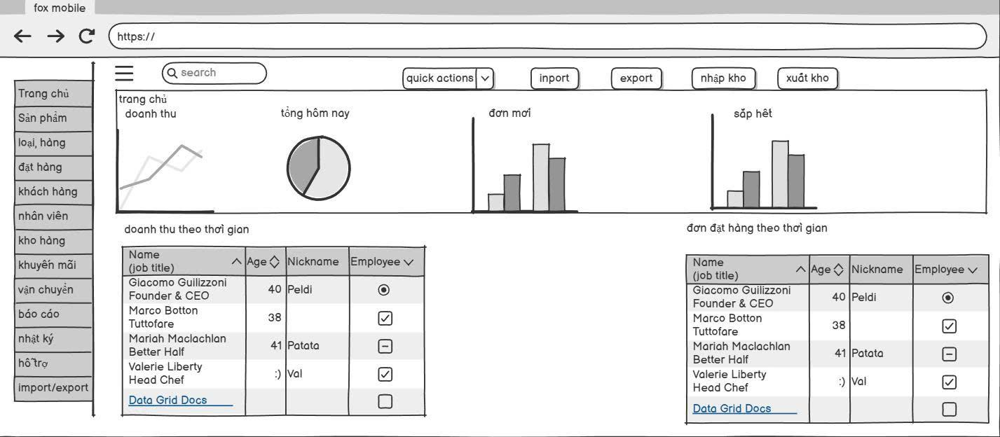 fox mobile
https://
search
quick actions
inport
export
nhập kho
xuất kho
Trang chủ
Sản phẩm
loại, hàng
đặt hàng
khách hàng
nhân viên
kho hàng
khuyến mãi
vận chuyển
báo cáo
nhật ký
hỗ trợ
import/export
trang chủ
doanh thu
tổng hôm nay
đơn mới
sắp hết
doanh thu theo thời gian
Name
(job title)
Age
Nickname
Employee
Giacomo Guilizzoni
Founder & CEO
40
Peldi
Marco Botton
Tuttofare
38
Mariah Maclachlan
Better Half
41
Patata
Valerie Liberty
Head Chef
:)
Val
Data Grid Docs
đơn đặt hàng theo thời gian
Name
(job title)
Age
Nickname
Employee
Giacomo Guilizzoni
Founder & CEO
40
Peldi
Marco Botton
Tuttofare
38
Mariah Maclachlan
Better Half
41
Patata
Valerie Liberty
Head Chef
:)
Val
Data Grid Docs